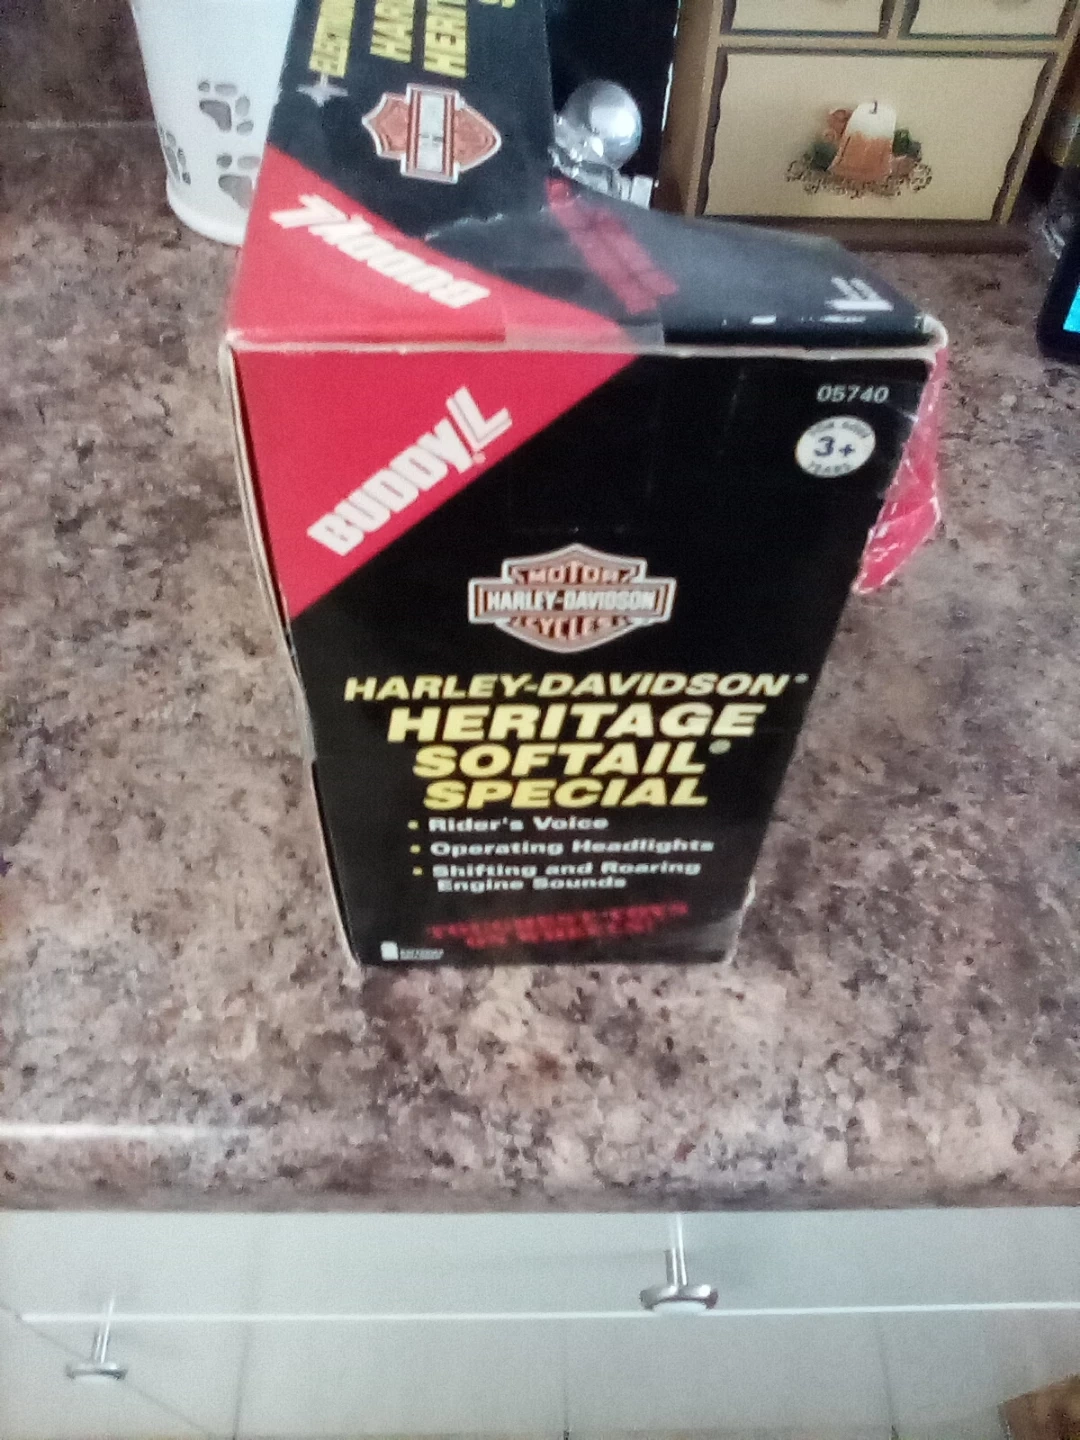 BUDDY L
BUDDY L
05740
3+
MOTOR
HARLEY-DAVIDSON
CYCLES
HARLEY-DAVIDSON®
HERITAGE
SOFTAIL®
SPECIAL
• Rider's Voice
• Operating Headlights
• Shifting and Roaring
Engine Sounds